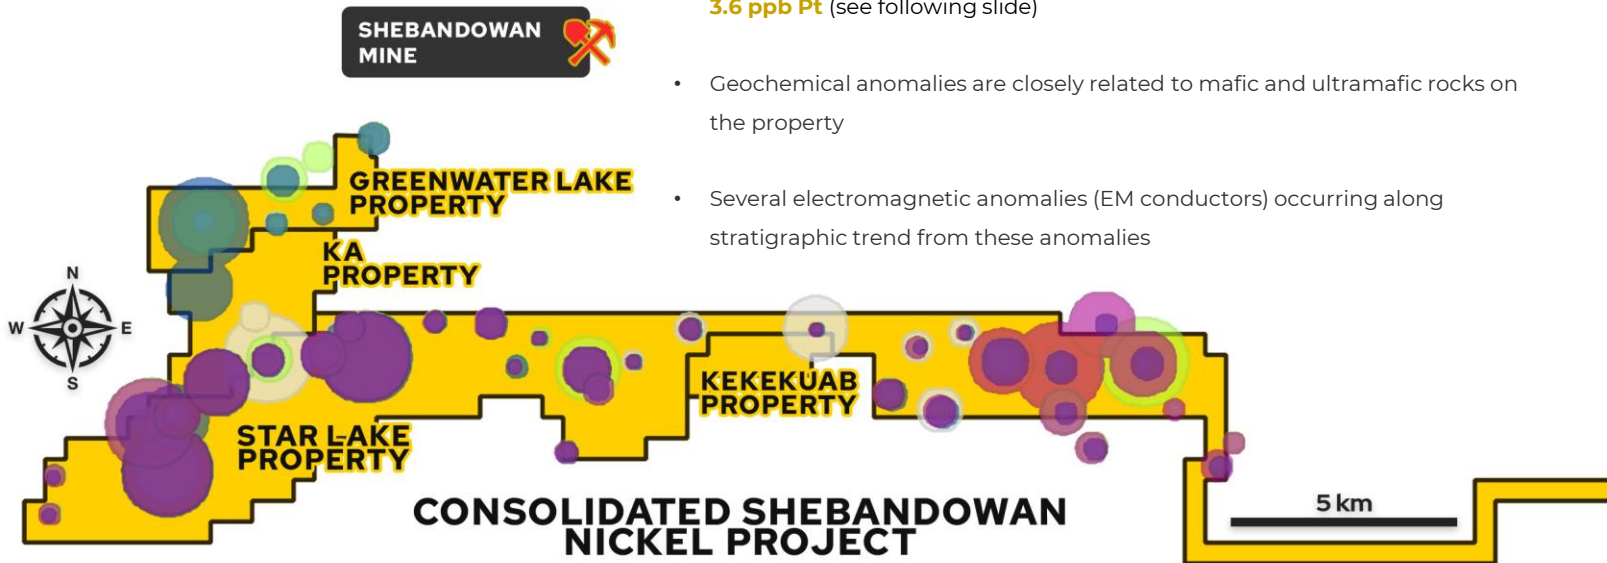 3.6 ppb Pt (see following slide)
SHEBANDOWAN
MINE
• Geochemical anomalies are closely related to mafic and ultramafic rocks on
the property
GREENWATER LAKE
PROPERTY
• Several electromagnetic anomalies (EM conductors) occurring along
stratigraphic trend from these anomalies
KA
PROPERTY
N
W
E
S
KEKEKUAB
PROPERTY
STAR LAKE
PROPERTY
CONSOLIDATED SHEBANDOWAN
NICKEL PROJECT
5 km